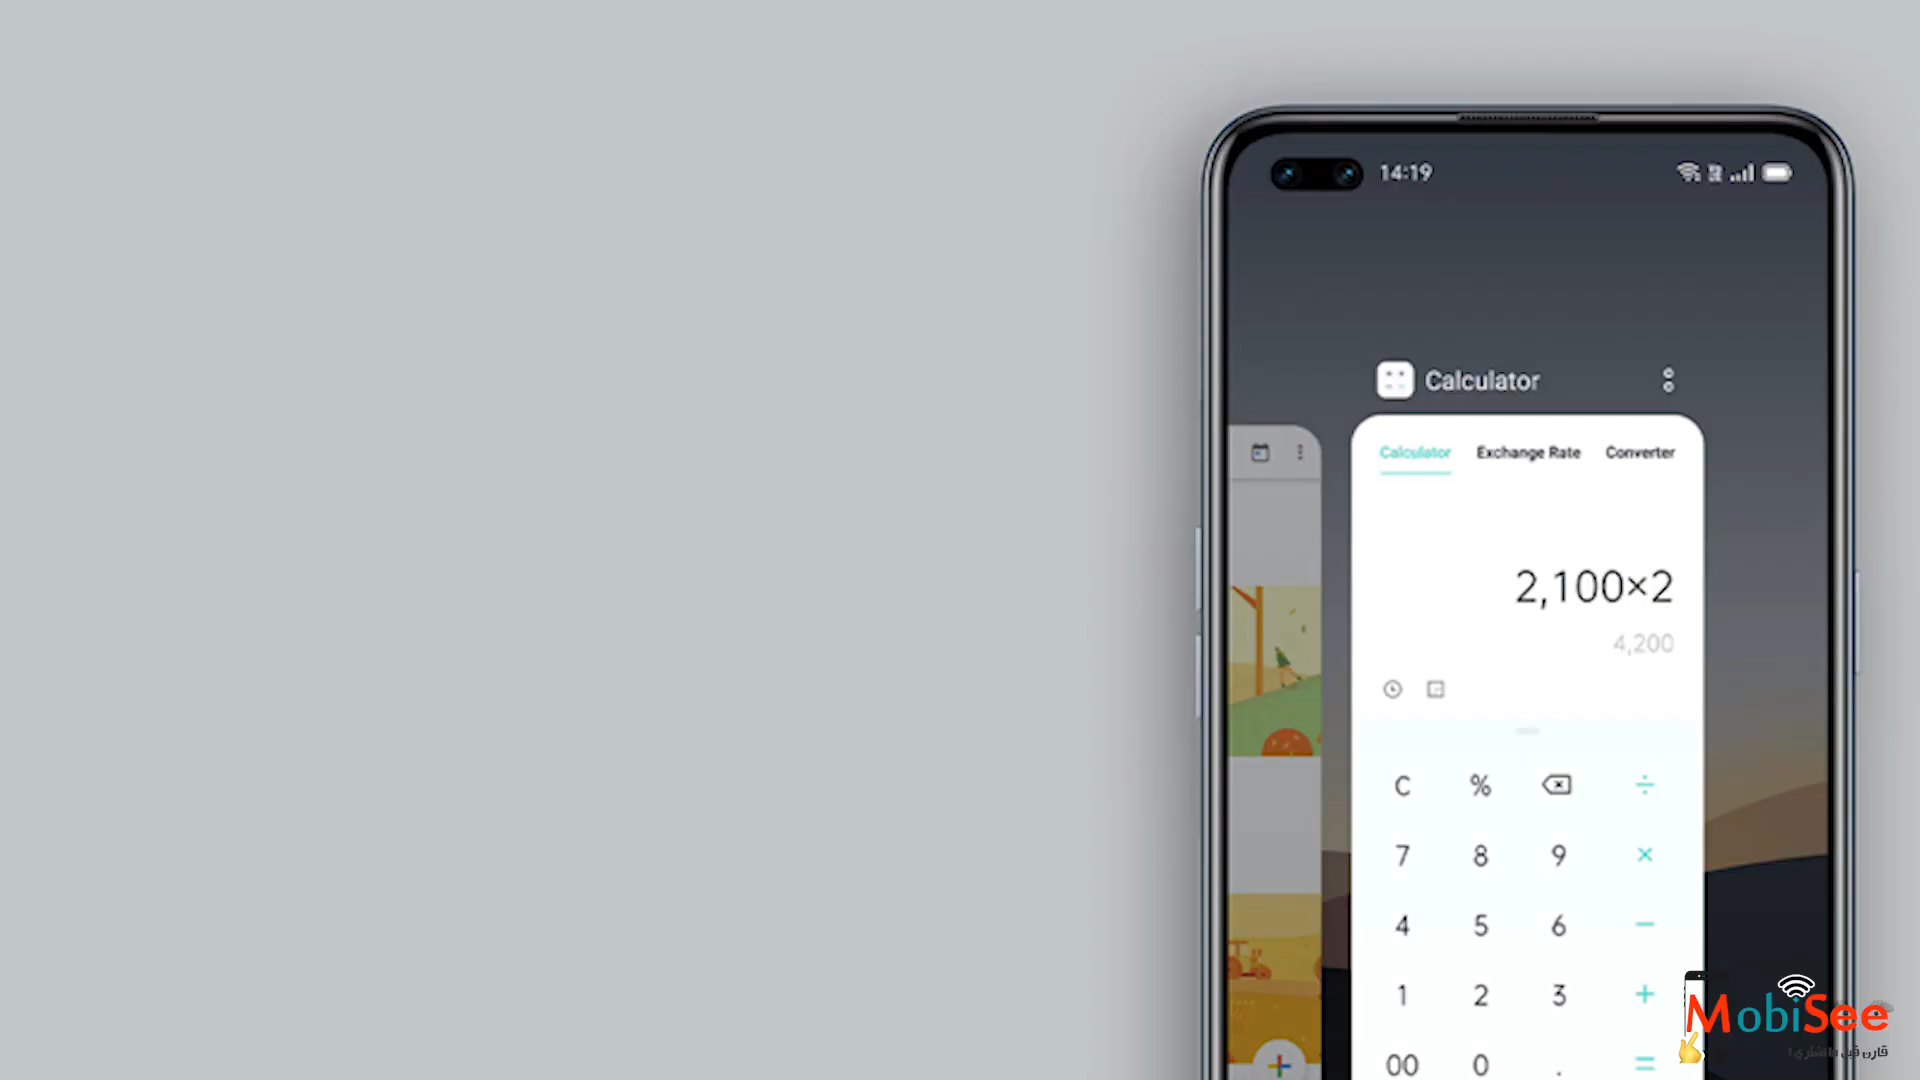 14:19
Calculator
Calculator Exchange Rate Converter
2,100×2
4,200
C % ÷
7 8 9 ×
4 5 6 −
1 2 3 +
00 0 . =
MobiSee
قارن قبل ما تشتري !